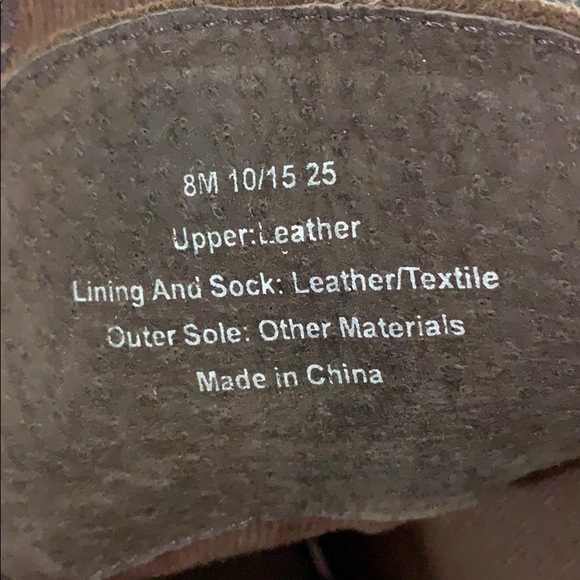 8M 10/15 25
Upper:Leather
Lining And Sock: Leather/Textile
Outer Sole: Other Materials
Made in China